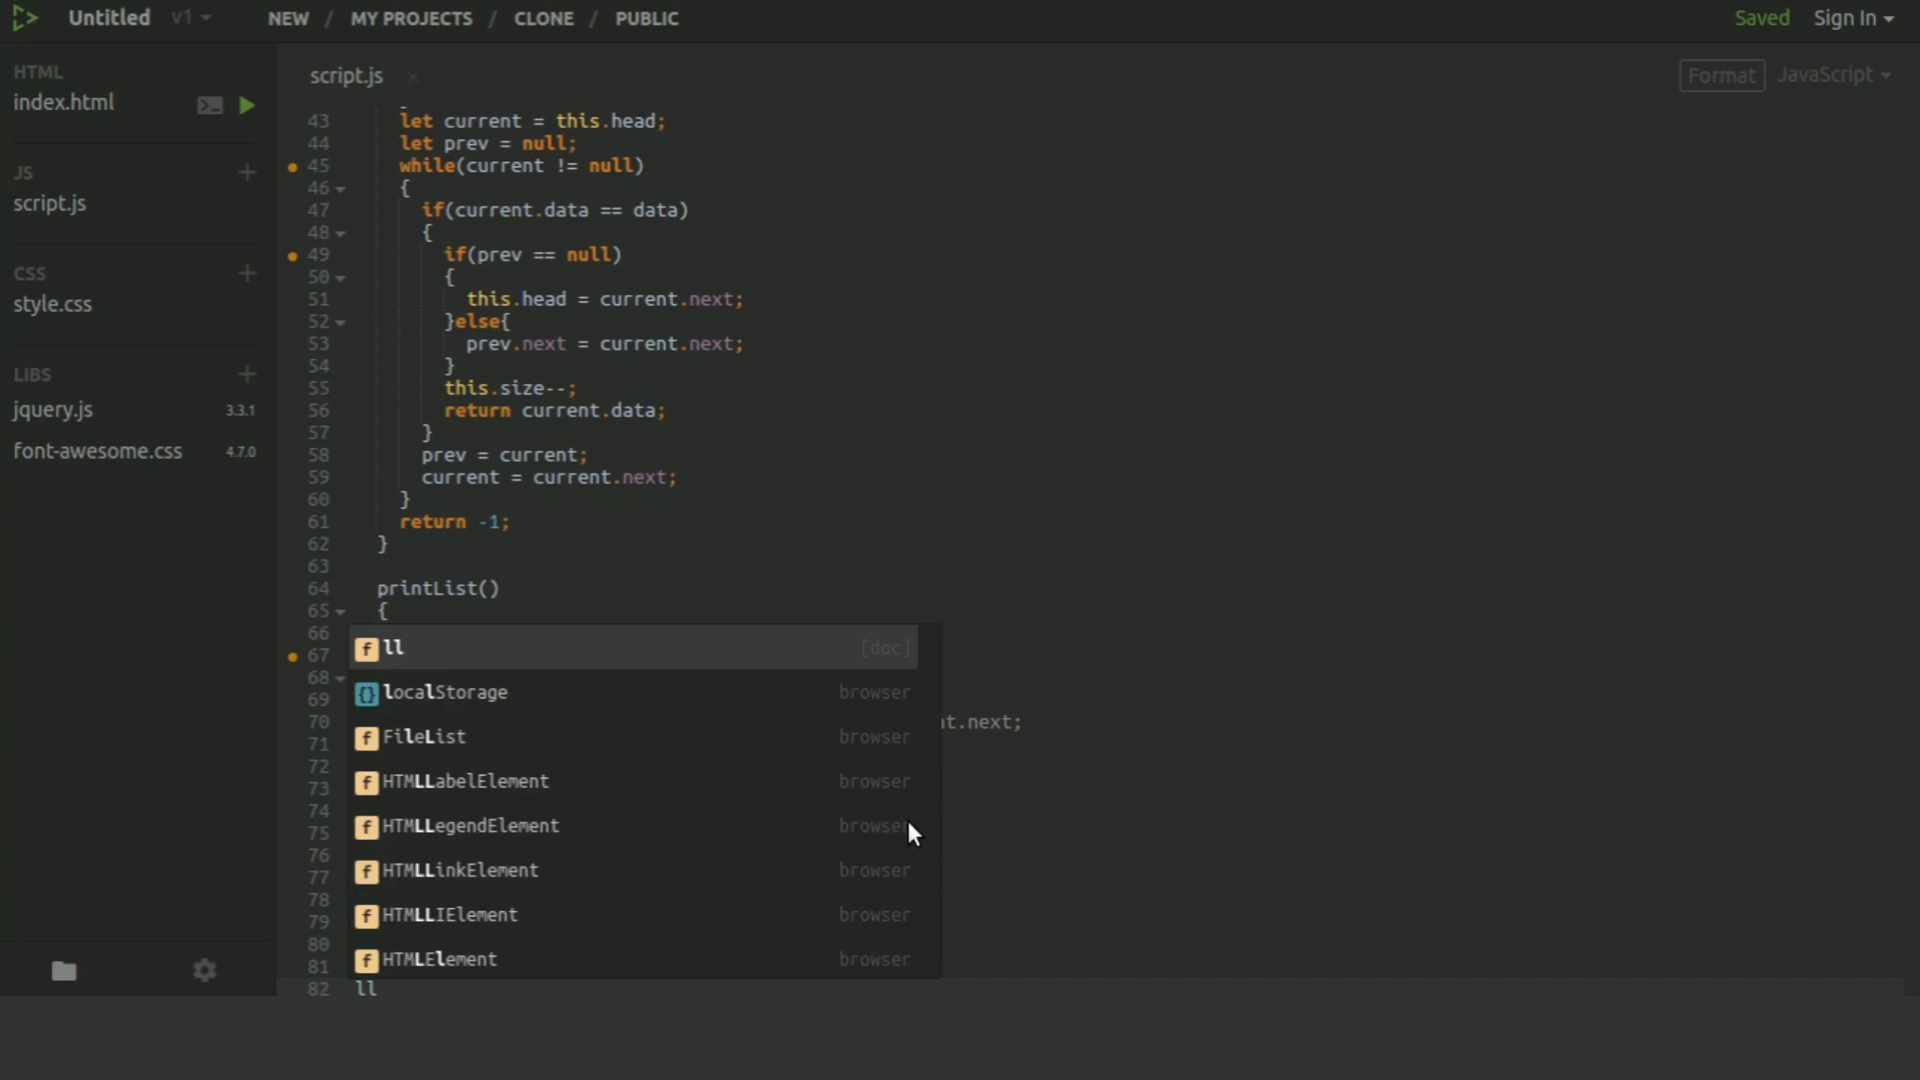 Untitled v1 NEW / MY PROJECTS / CLONE / PUBLIC Saved Sign In
HTML
index.html
JS
script.js
CSS
style.css
LIBS
jquery.js 3.3.1
font-awesome.css 4.7.0
script.js × Format JavaScript
43 let current = this.head;
44 let prev = null;
45 while(current != null)
46 {
47 if(current.data == data)
48 {
49 if(prev == null)
50 {
51 this.head = current.next;
52 }else{
53 prev.next = current.next;
54 }
55 this.size--;
56 return current.data;
57 }
58 prev = current;
59 current = current.next;
60 }
61 return -1;
62 }
63
64 printList()
65 {
66
67
68
69
70 nt.next;
71
72
73
74
75
76
77
78
79
80
81
82 ll
ll [doc]
localStorage browser
FileList browser
HTMLLabelElement browser
HTMLLegendElement browser
HTMLLinkElement browser
HTMLLIElement browser
HTMLElement browser